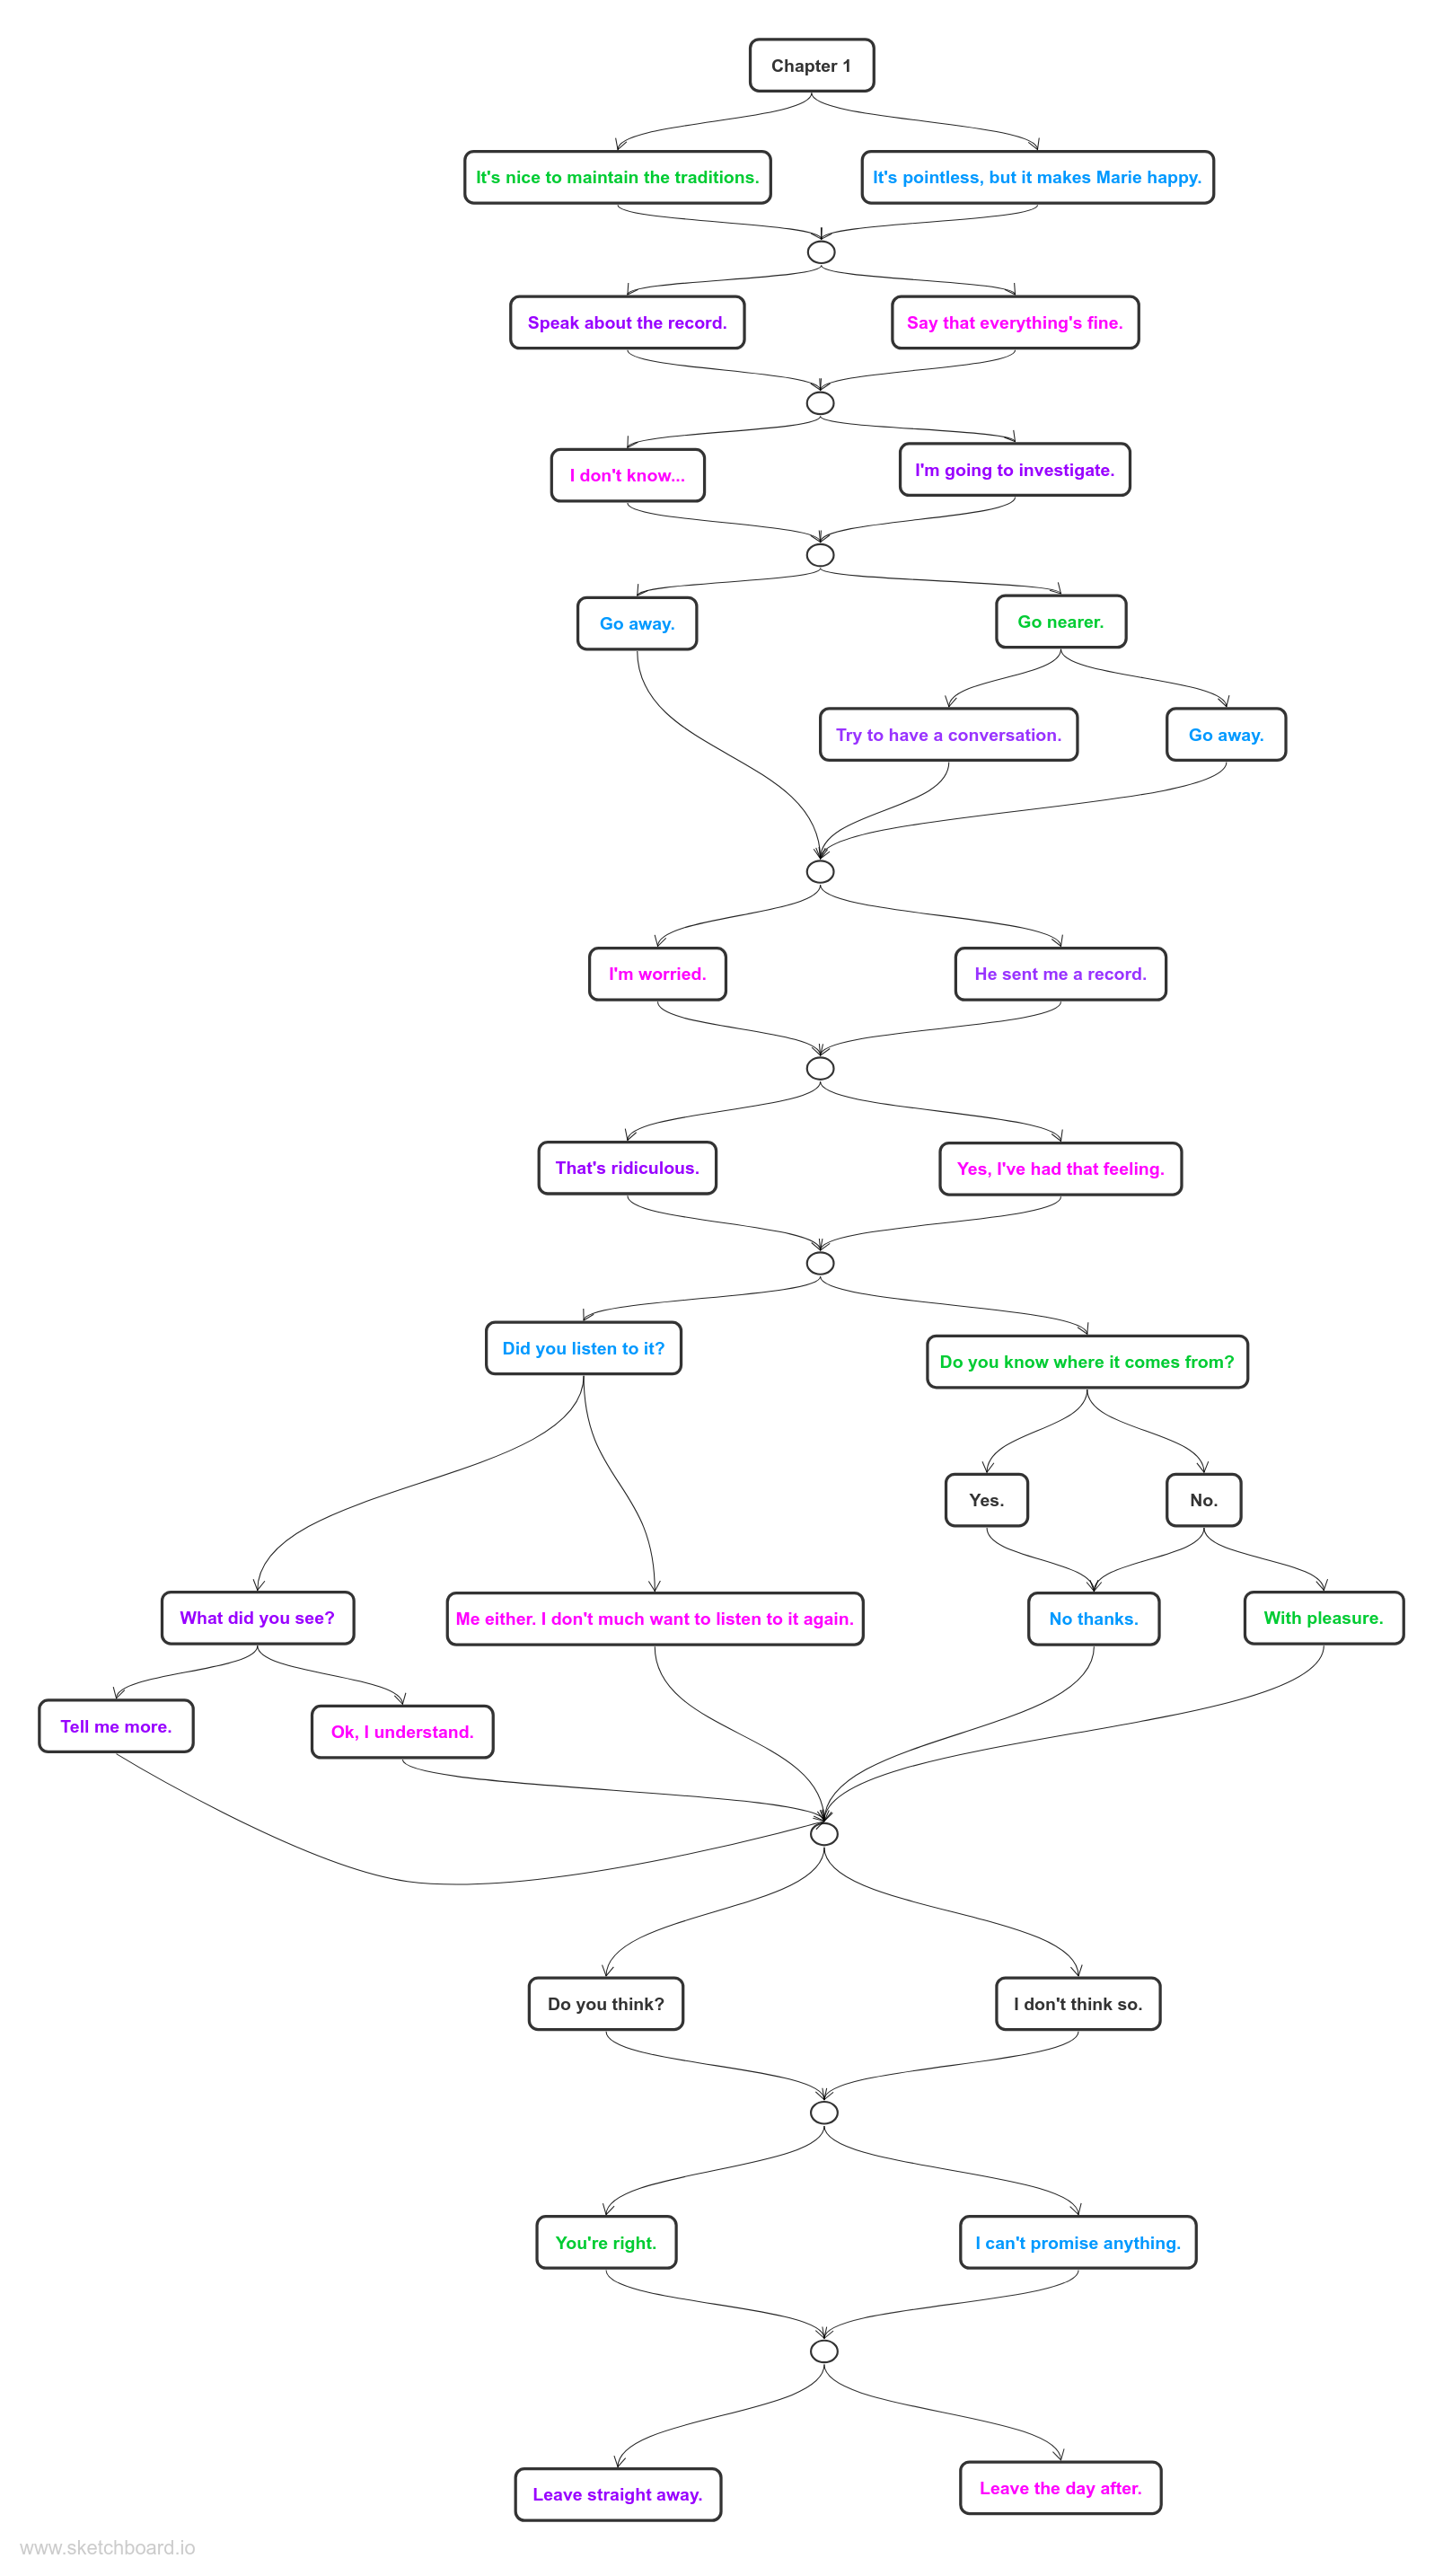 Chapter 1
It's nice to maintain the traditions.
It's pointless, but it makes Marie happy.
Speak about the record.
Say that everything's fine.
I don't know...
I'm going to investigate.
Go away.
Go nearer.
Try to have a conversation.
Go away.
I'm worried.
He sent me a record.
That's ridiculous.
Yes, I've had that feeling.
Did you listen to it?
Do you know where it comes from?
Yes.
No.
What did you see?
Me either. I don't much want to listen to it again.
No thanks.
With pleasure.
Tell me more.
Ok, I understand.
Do you think?
I don't think so.
You're right.
I can't promise anything.
Leave straight away.
Leave the day after.
www.sketchboard.io